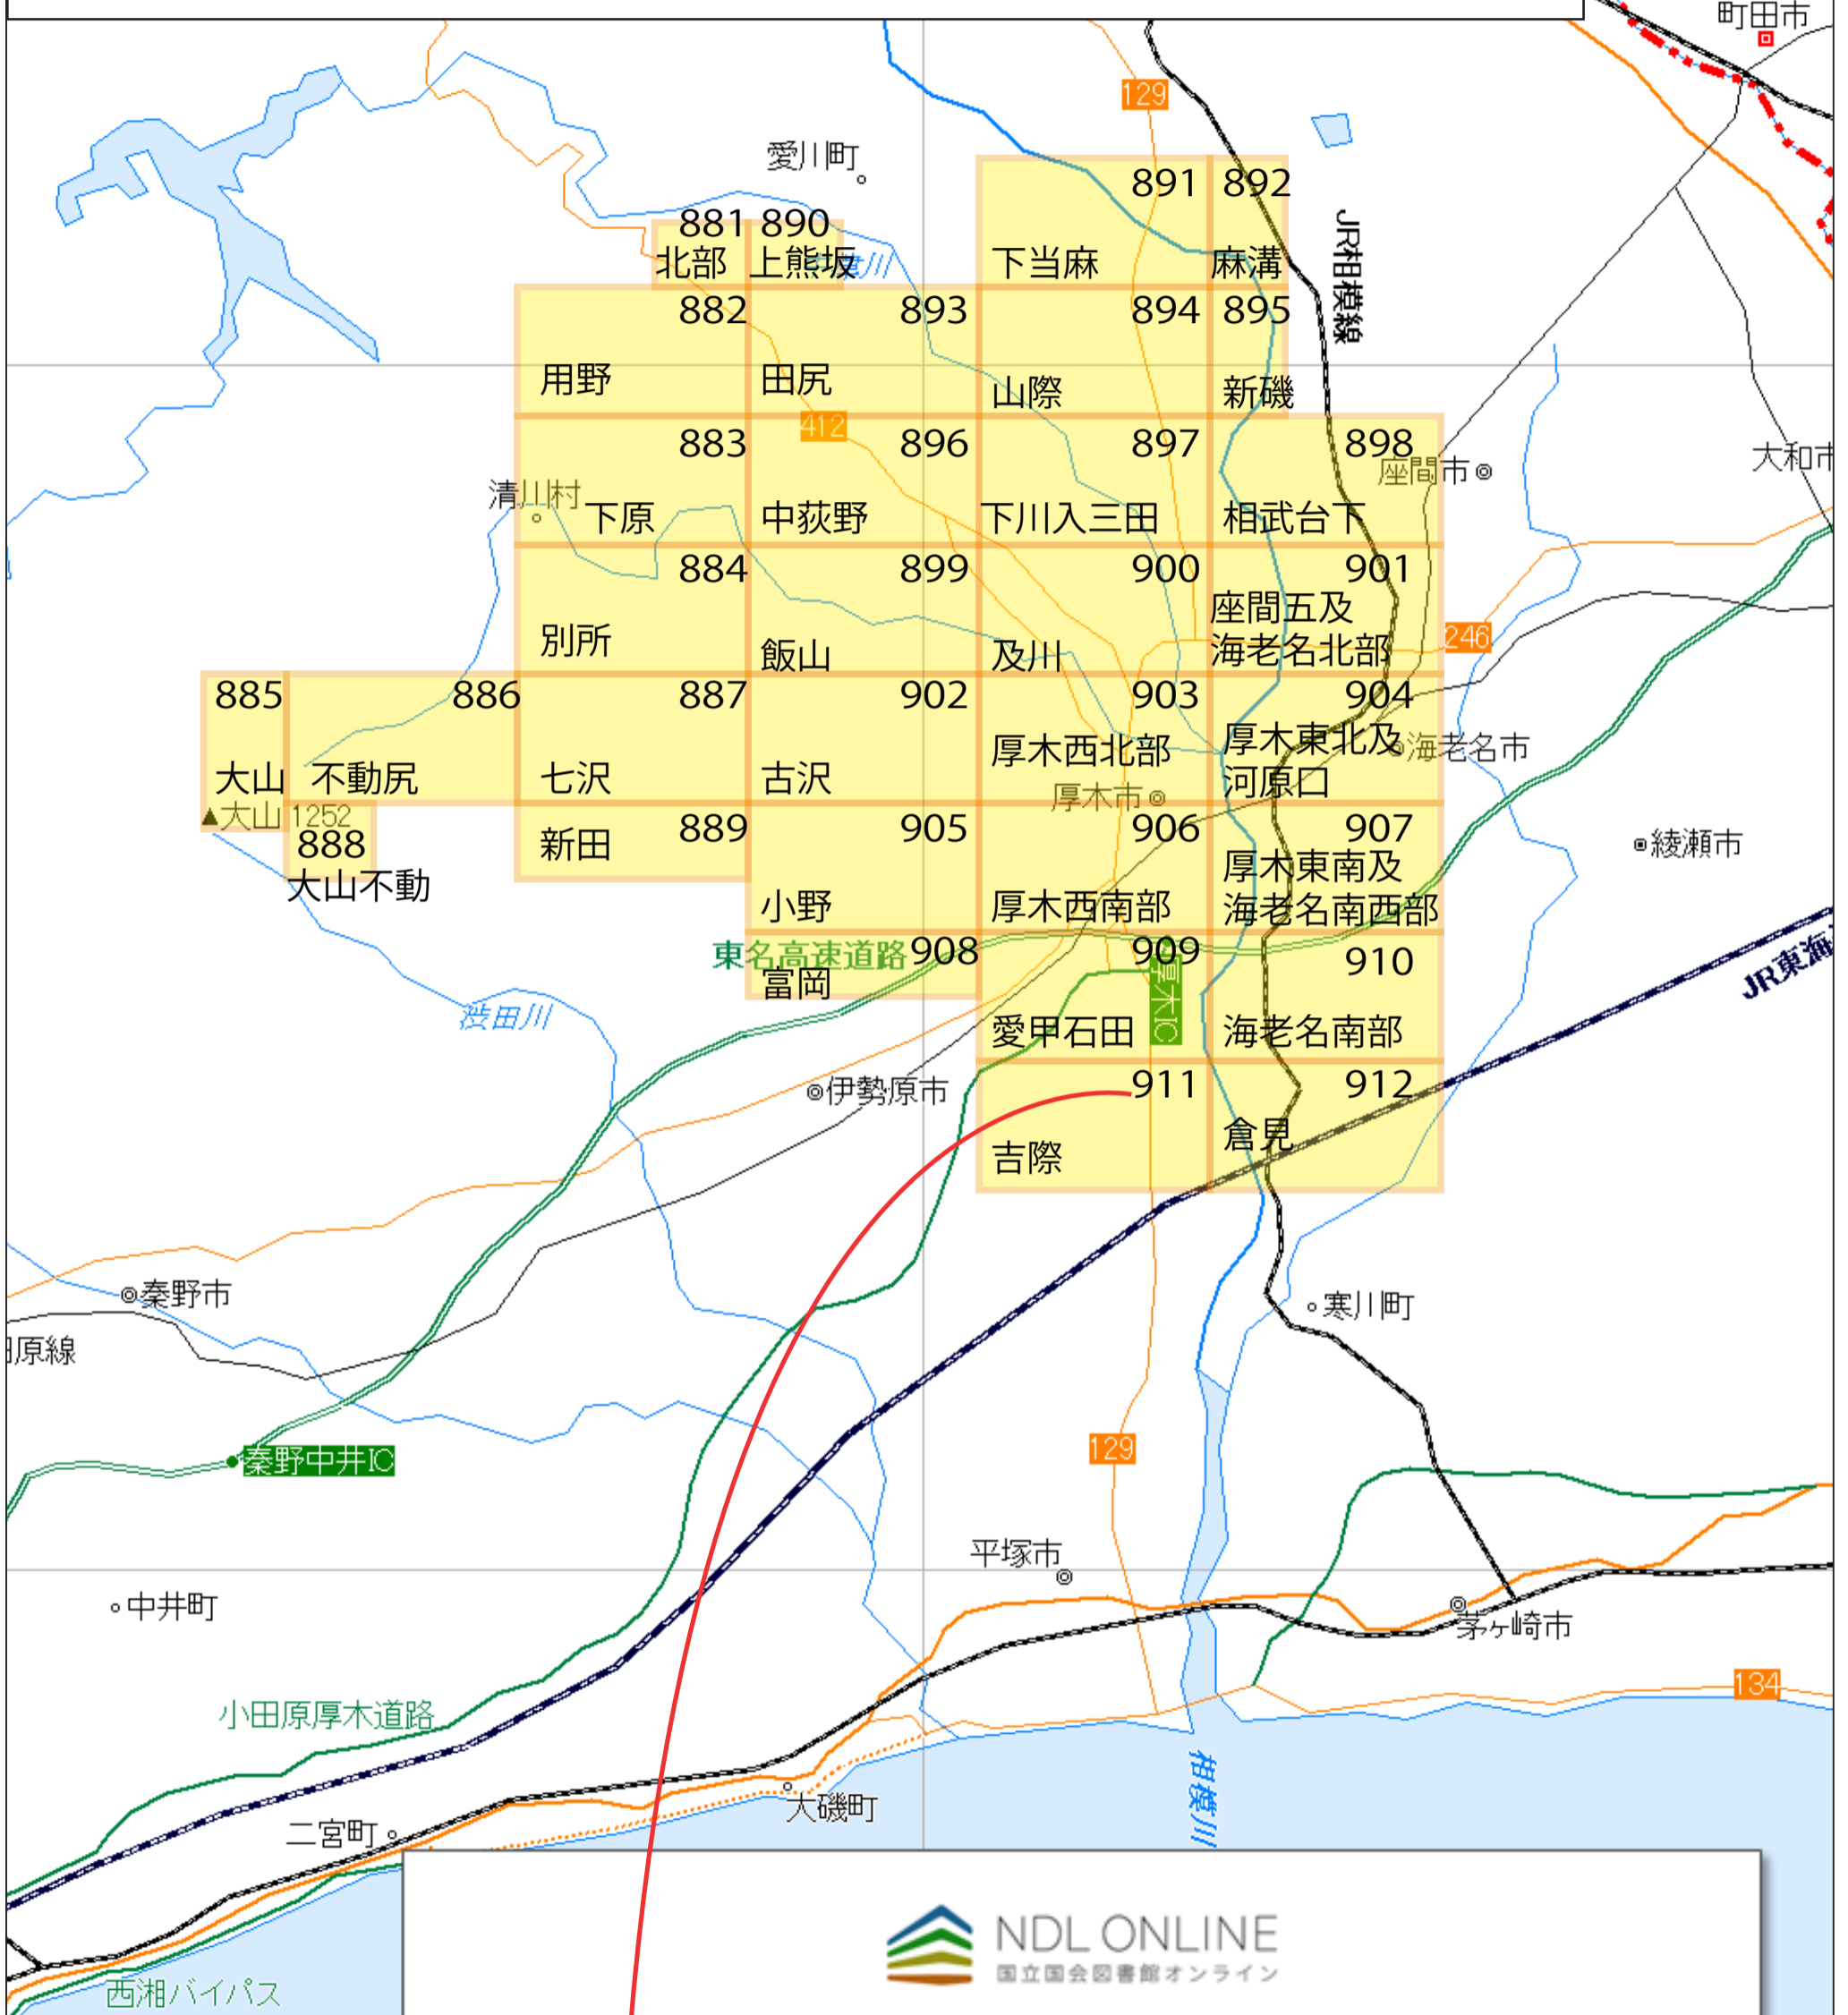 町田市
129
愛川町
891
892
881
890
北部
上熊坂
下当麻
麻溝
JR相模線
882
893
894
895
用野
田尻
山際
新磯
412
883
896
897
898
座間市
大和市
清川村
下原
中荻野
下川入三田
相武台下
884
899
900
901
座間五及
海老名北部
246
別所
飯山
及川
885
886
887
902
903
904
厚木東北及
河原口
海老名市
大山
不動尻
七沢
古沢
厚木西北部
厚木市
▲大山 1252
888
大山不動
新田
889
905
906
907
厚木東南及
海老名南西部
綾瀬市
小野
厚木西南部
東名高速道路
908
909
910
富岡
厚木IC
JR東海
渋田川
愛甲石田
海老名南部
伊勢原市
911
912
吉際
倉見
秦野市
寒川町
田原線
129
秦野中井IC
平塚市
中井町
茅ヶ崎市
134
小田原厚木道路
相模川
大磯町
二宮町
NDL ONLINE
国立国会図書館オンライン
西湘バイパス